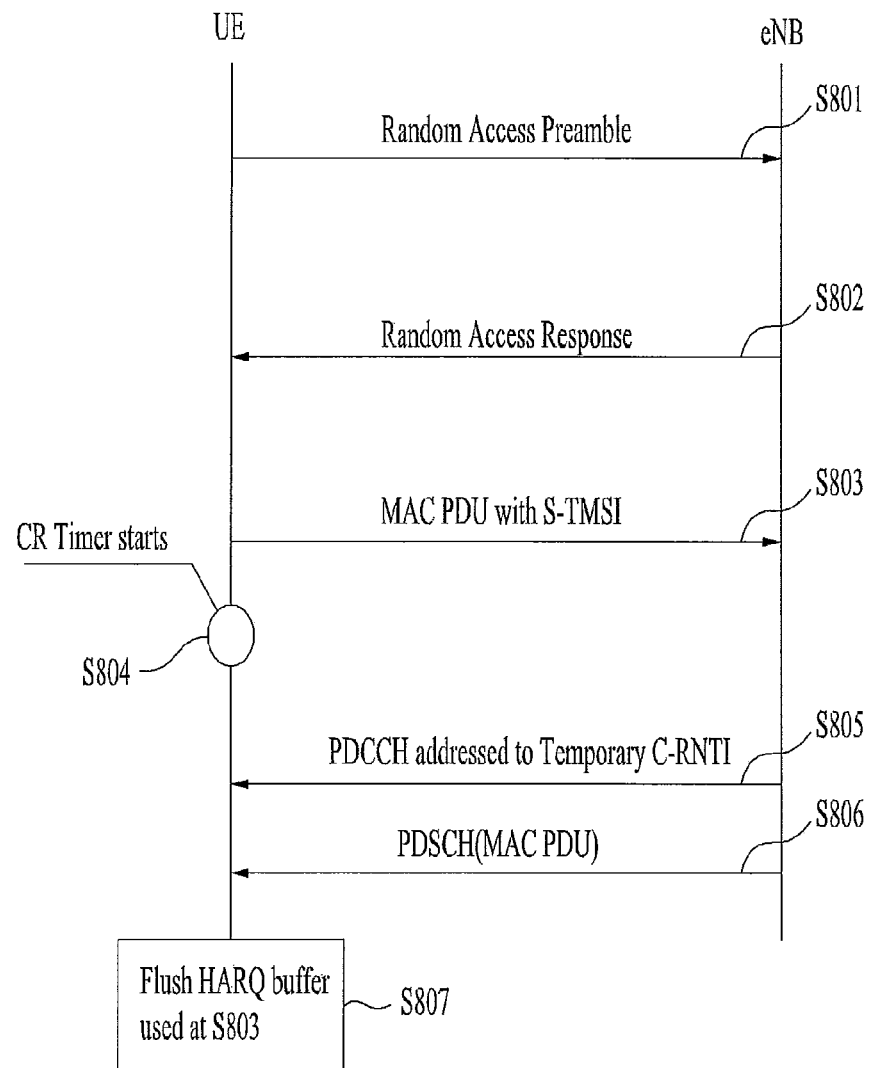 UE
eNB
S801
Random Access Preamble
S802
Random Access Response
S803
MAC PDU with S-TMSI
CR Timer starts
S804
S805
PDCCH addressed to Temporary C-RNTI
S806
PDSCH(MAC PDU)
Flush HARQ buffer
used at S803
S807